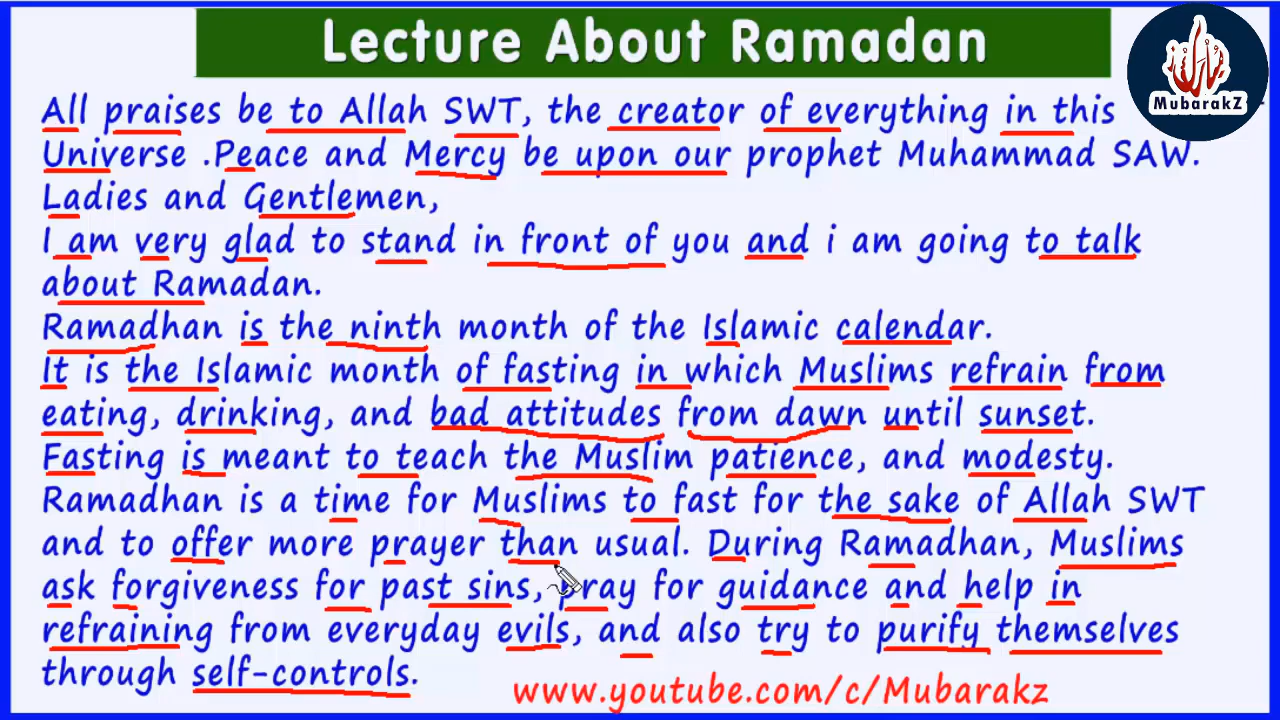 Lecture About Ramadan
MubarakZ
All praises be to Allah SWT, the creator of everything in this
Universe .Peace and Mercy be upon our prophet Muhammad SAW.
Ladies and Gentlemen,
I am very glad to stand in front of you and i am going to talk
about Ramadan.
Ramadhan is the ninth month of the Islamic calendar.
It is the Islamic month of fasting in which Muslims refrain from
eating, drinking, and bad attitudes from dawn until sunset.
Fasting is meant to teach the Muslim patience, and modesty.
Ramadhan is a time for Muslims to fast for the sake of Allah SWT
and to offer more prayer than usual. During Ramadhan, Muslims
ask forgiveness for past sins, pray for guidance and help in
refraining from everyday evils, and also try to purify themselves
through self-controls.
www.youtube.com/c/Mubarakz